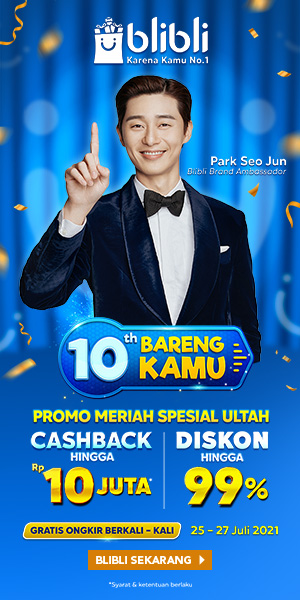 blibli
Karena Kamu No.1
Park Seo Jun
Blibli Brand Ambassador
10th BARENG
KAMU
PROMO MERIAH SPESIAL ULTAH
CASHBACK
HINGGA
Rp 10 JUTA*
DISKON
HINGGA
99%
GRATIS ONGKIR BERKALI - KALI
25 - 27 Juli 2021
BLIBLI SEKARANG
*Syarat & ketentuan berlaku